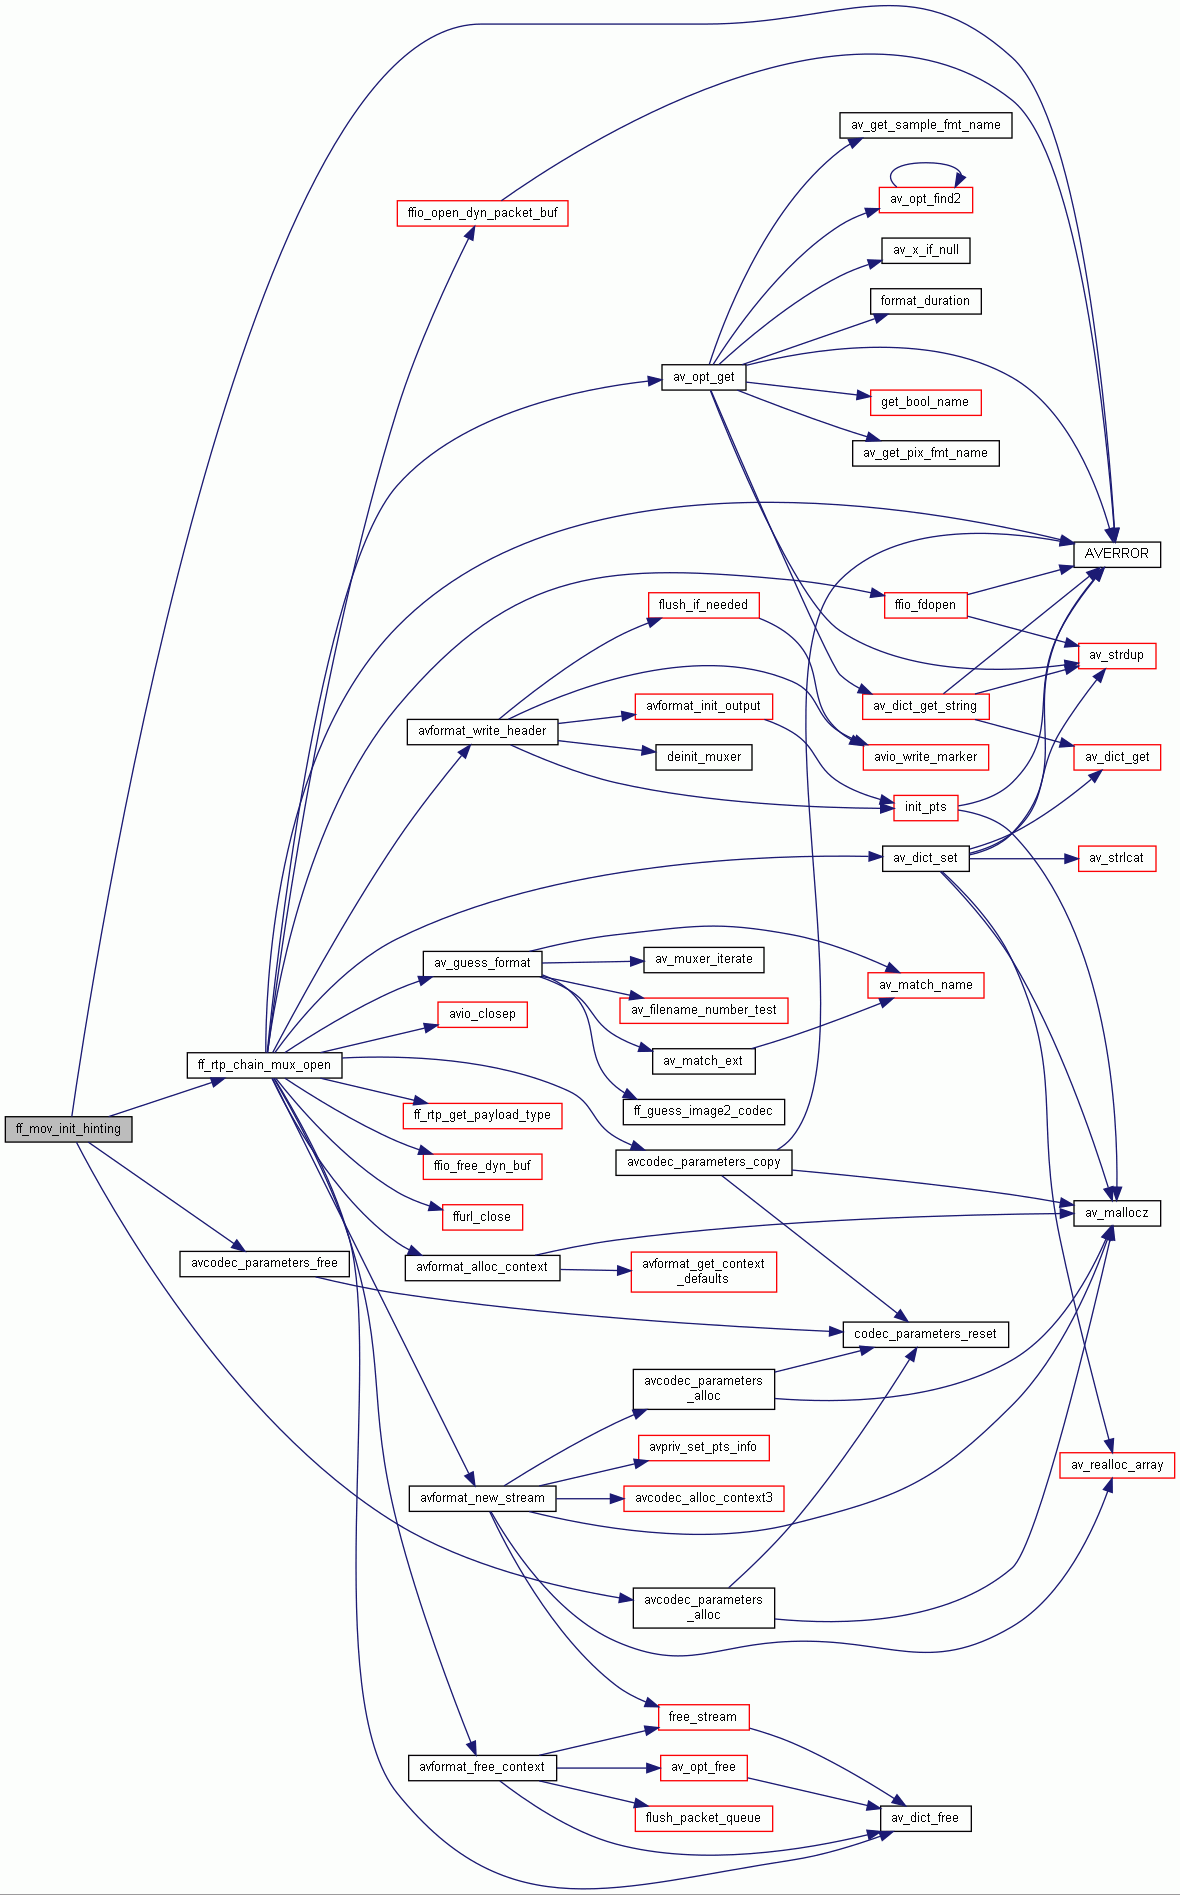 av_get_sample_fmt_name
av_opt_find2
ffio_open_dyn_packet_buf
av_x_if_null
format_duration
av_opt_get
get_bool_name
av_get_pix_fmt_name
AVERROR
flush_if_needed
ffio_fdopen
av_strdup
avformat_init_output
av_dict_get_string
avformat_write_header
deinit_muxer
avio_write_marker
av_dict_get
init_pts
av_dict_set
av_strlcat
av_guess_format
av_muxer_iterate
av_match_name
avio_closep
av_filename_number_test
ff_rtp_chain_mux_open
av_match_ext
ff_mov_init_hinting
ff_rtp_get_payload_type
ff_guess_image2_codec
ffio_free_dyn_buf
avcodec_parameters_copy
ffurl_close
av_mallocz
avcodec_parameters_free
avformat_alloc_context
avformat_get_context
_defaults
codec_parameters_reset
avcodec_parameters
_alloc
avpriv_set_pts_info
av_realloc_array
avformat_new_stream
avcodec_alloc_context3
avcodec_parameters
_alloc
free_stream
avformat_free_context
av_opt_free
flush_packet_queue
av_dict_free